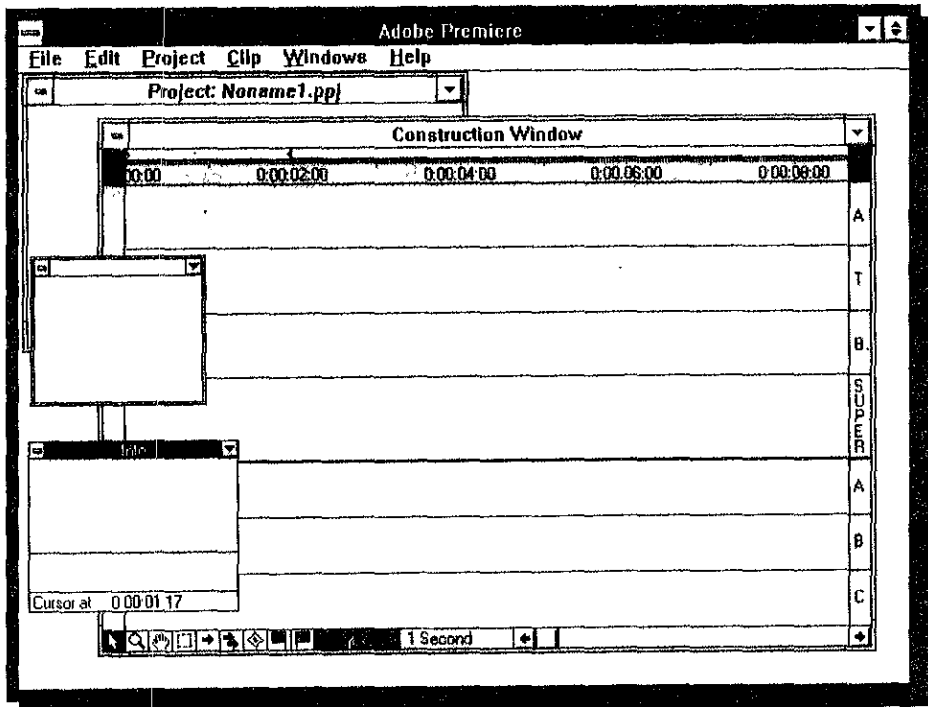 Adobe Premiere
File Edit Project Clip Windows Help
Project: Noname1.ppj
Construction Window
00:00 0:00:02:00 0:00:04:00 0:00:06:00 0:00:08:00
A
T
B
SUPER
A
B
C
Info
Cursor at 0:00:01:17
1 Second